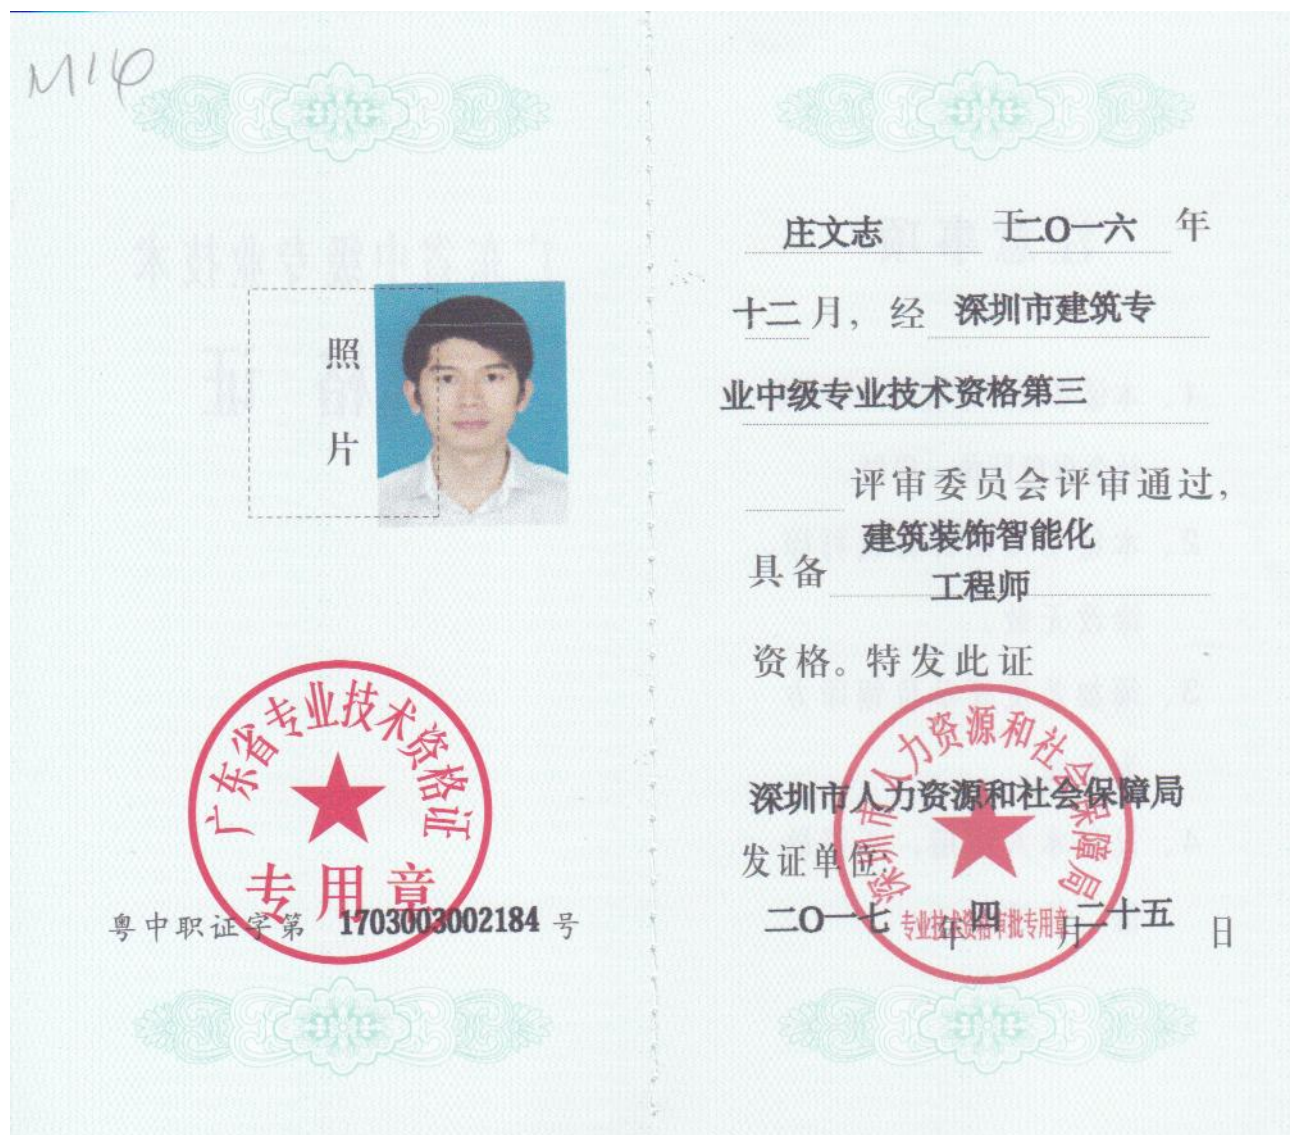 M14
照
片
广东省专业技术资格证
专用章
粤中职证字第 1703003002184 号
庄文志 于二〇一六 年
十二月, 经 深圳市建筑专
业中级专业技术资格第三
评审委员会评审通过,
建筑装饰智能化
具备
工程师
资格。特发此证
深圳市人力资源和社会保障局
深圳市人力资源和社会保障局
发证单位:
专业技术资格审批专用章
二〇一七 年 四 月二十五 日